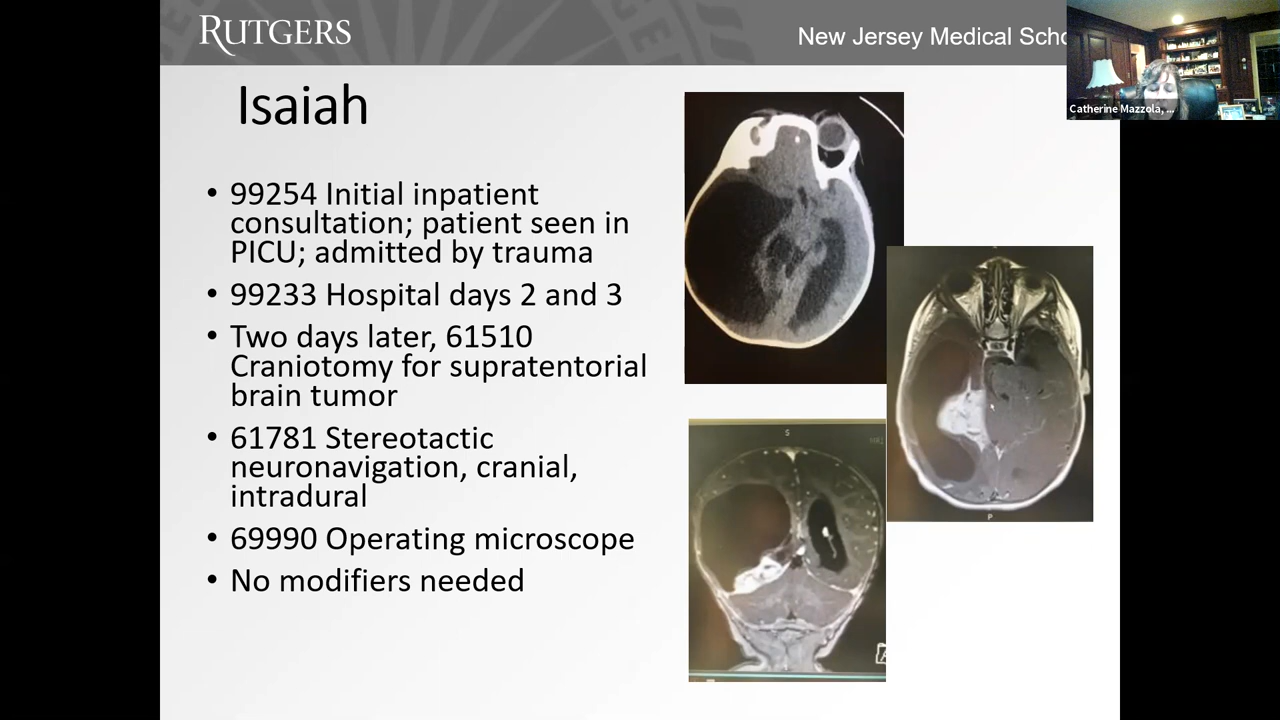 RUTGERS
New Jersey Medical Scho
Catherine Mazzola, ...
Isaiah
• 99254 Initial inpatient
consultation; patient seen in
PICU; admitted by trauma
• 99233 Hospital days 2 and 3
• Two days later, 61510
Craniotomy for supratentorial
brain tumor
• 61781 Stereotactic
neuronavigation, cranial,
intradural
• 69990 Operating microscope
• No modifiers needed
S
P